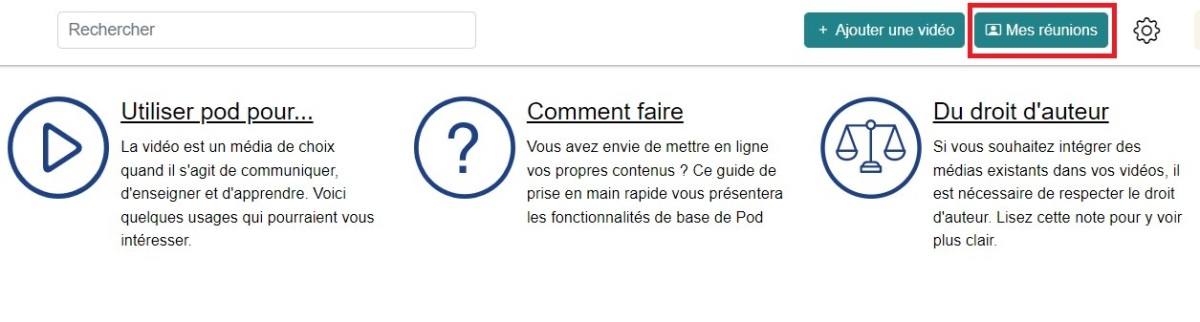 Rechercher
+ Ajouter une vidéo
Mes réunions
Utiliser pod pour...
La vidéo est un média de choix
quand il s'agit de communiquer,
d'enseigner et d'apprendre. Voici
quelques usages qui pourraient vous
intéresser.
Comment faire
Vous avez envie de mettre en ligne
vos propres contenus ? Ce guide de
prise en main rapide vous présentera
les fonctionnalités de base de Pod
Du droit d'auteur
Si vous souhaitez intégrer des
médias existants dans vos vidéos, il
est nécessaire de respecter le droit
d'auteur. Lisez cette note pour y voir
plus clair.